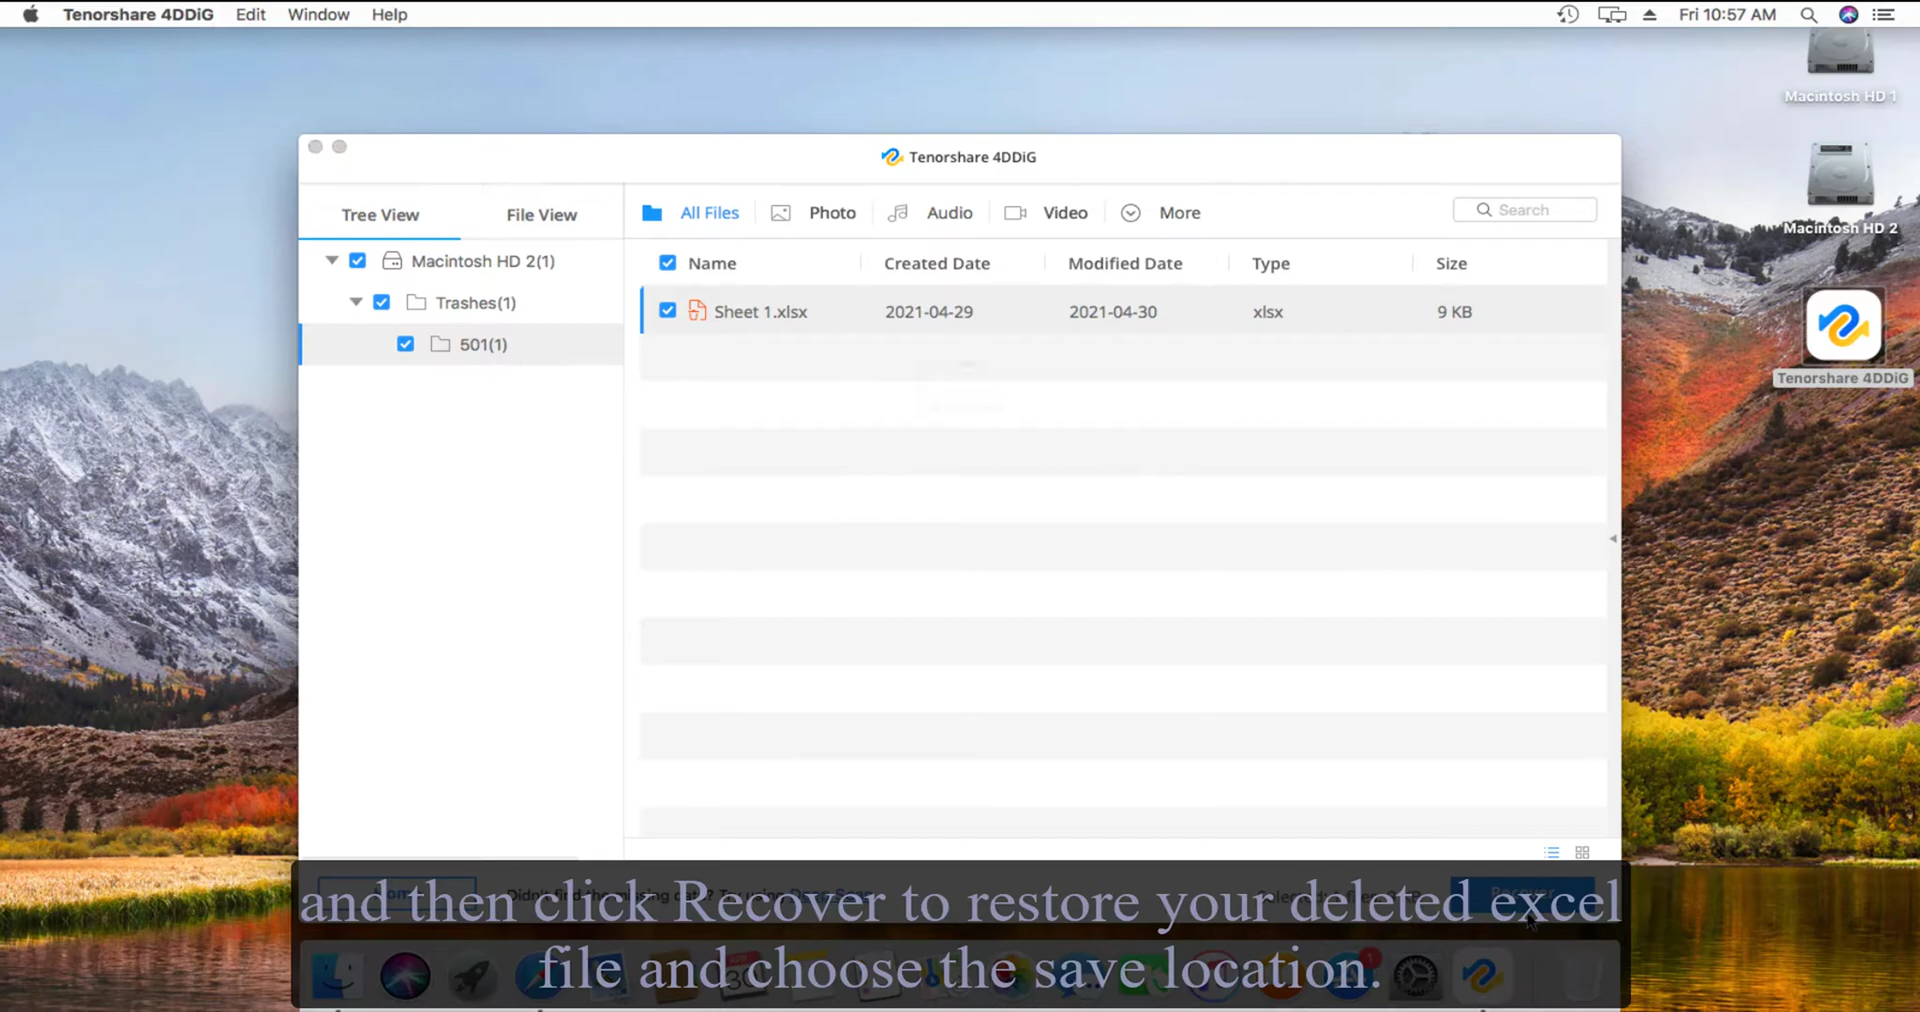 Tenorshare 4DDiG Edit Window Help Fri 10:57 AM
Macintosh HD 1
Tenorshare 4DDiG
Tree View File View All Files Photo Audio Video More Search
Macintosh HD 2
Macintosh HD 2(1) Name Created Date Modified Date Type Size
Trashes(1) Sheet 1.xlsx 2021-04-29 2021-04-30 xlsx 9 KB
501(1)
Tenorshare 4DDiG
Recover
and then click Recover to restore your deleted excel
file and choose the save location.